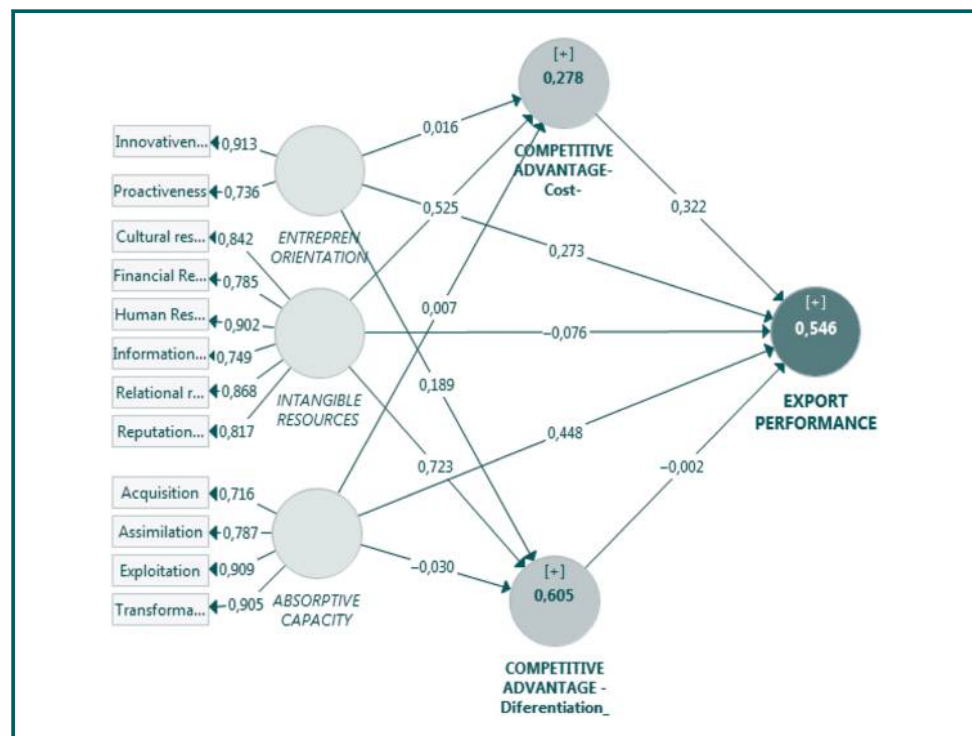 [+]
0,278
COMPETITIVE
ADVANTAGE-
Cost-
Innovativen...
0,913
Proactiveness
0,736
ENTREPREN
ORIENTATION
0,016
0,525
0,273
0,322
Cultural res...
0,842
Financial Re...
0,785
Human Res...
0,902
Information...
0,749
Relational r...
0,868
Reputation...
0,817
INTANGIBLE
RESOURCES
0,007
–0,076
0,189
0,723
0,448
–0,002
[+]
0,546
EXPORT
PERFORMANCE
Acquisition
0,716
Assimilation
0,787
Exploitation
0,909
Transforma...
0,905
ABSORPTIVE
CAPACITY
–0,030
[+]
0,605
COMPETITIVE
ADVANTAGE -
Diferentiation_